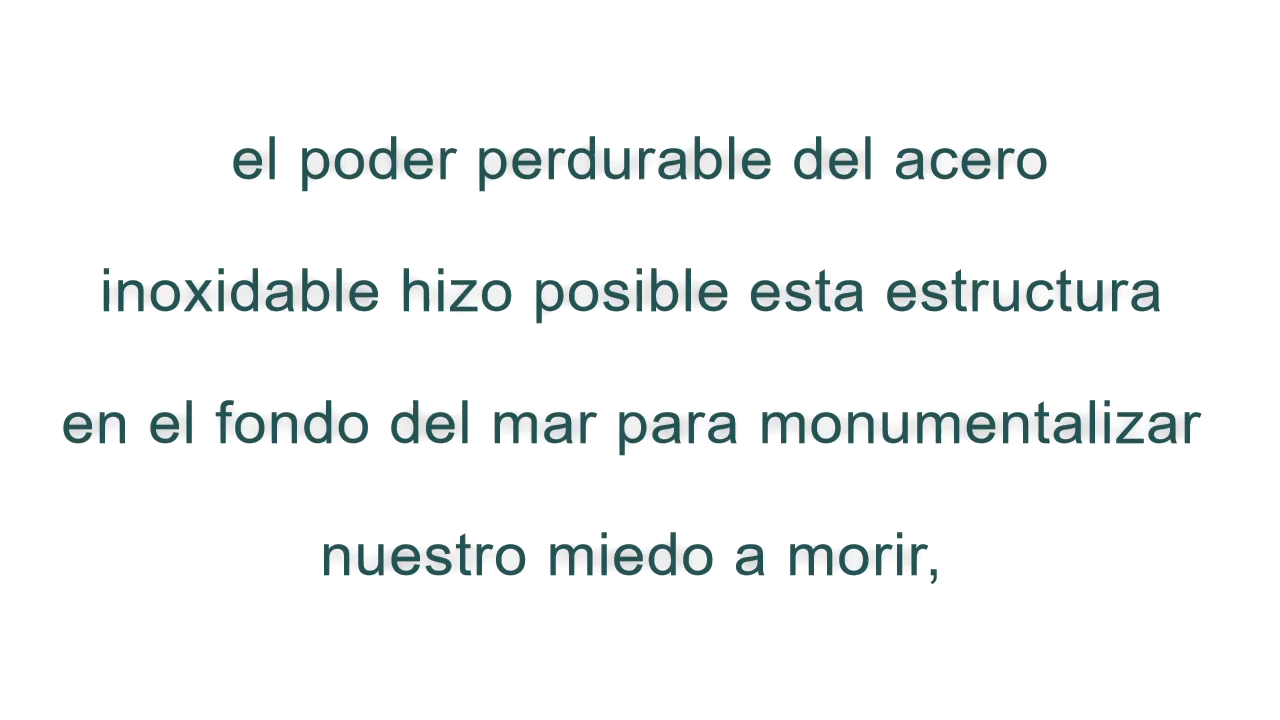 el poder perdurable del acero
inoxidable hizo posible esta estructura
en el fondo del mar para monumentalizar
nuestro miedo a morir,